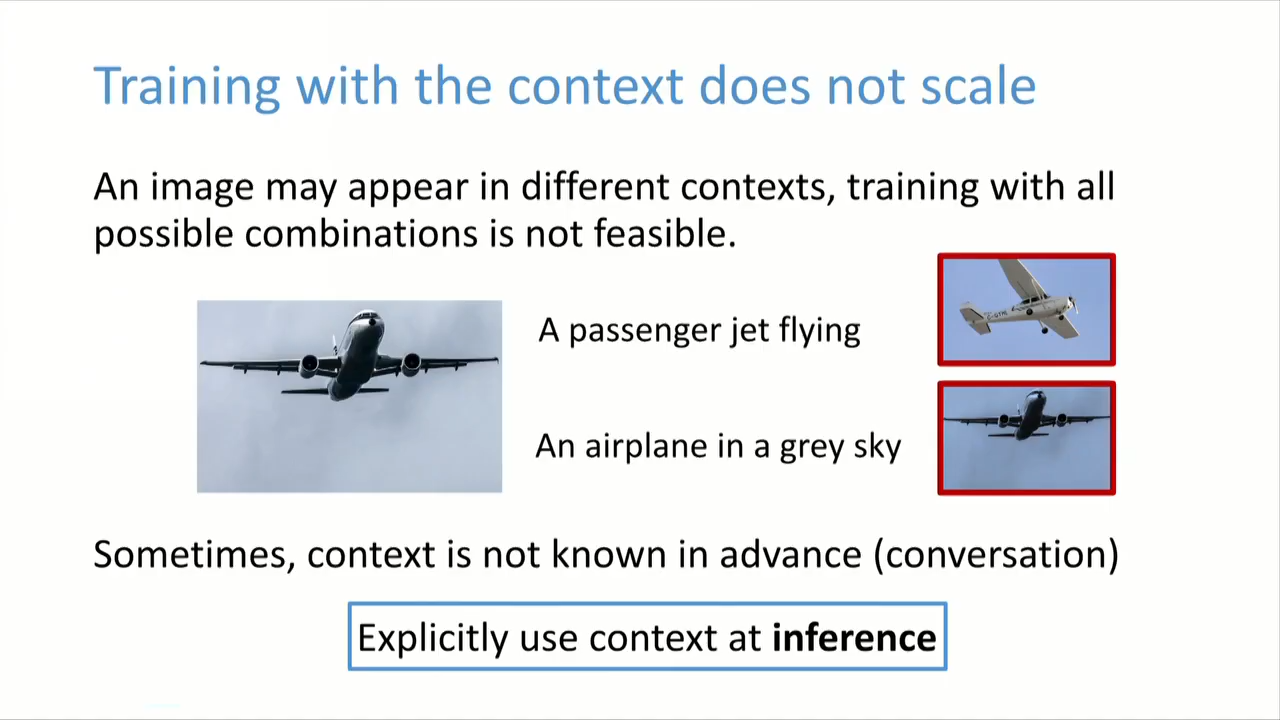 Training with the context does not scale
An image may appear in different contexts, training with all
possible combinations is not feasible.
A passenger jet flying
An airplane in a grey sky
Sometimes, context is not known in advance (conversation)
Explicitly use context at inference